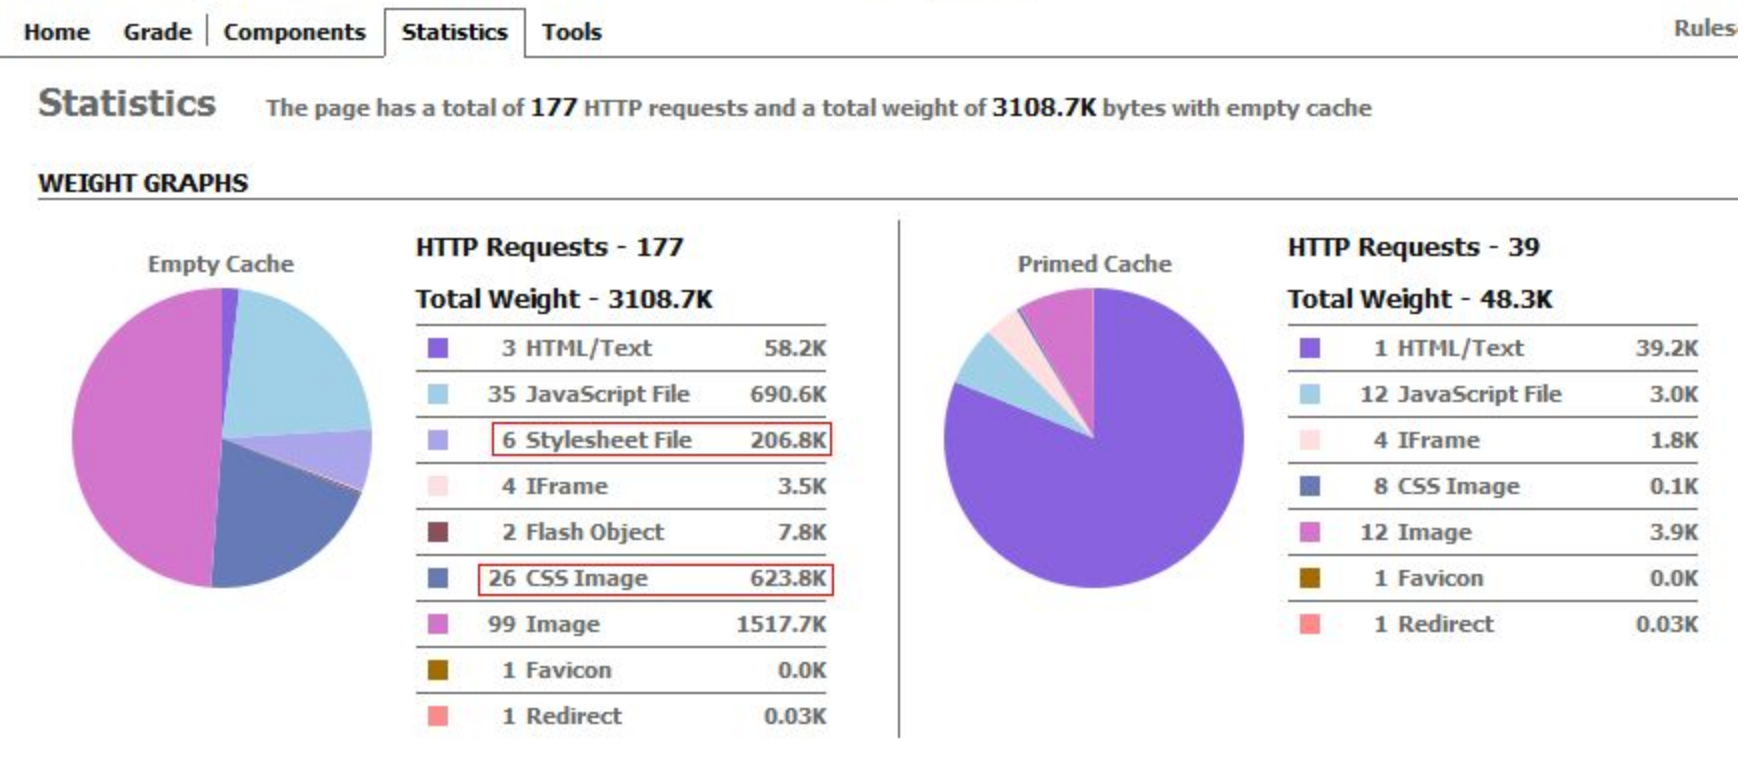 Home Grade Components Statistics Tools Rules
Statistics The page has a total of 177 HTTP requests and a total weight of 3108.7K bytes with empty cache
WEIGHT GRAPHS
Empty Cache
HTTP Requests - 177
Total Weight - 3108.7K
3 HTML/Text 58.2K
35 JavaScript File 690.6K
6 Stylesheet File 206.8K
4 IFrame 3.5K
2 Flash Object 7.8K
26 CSS Image 623.8K
99 Image 1517.7K
1 Favicon 0.0K
1 Redirect 0.03K
Primed Cache
HTTP Requests - 39
Total Weight - 48.3K
1 HTML/Text 39.2K
12 JavaScript File 3.0K
4 IFrame 1.8K
8 CSS Image 0.1K
12 Image 3.9K
1 Favicon 0.0K
1 Redirect 0.03K